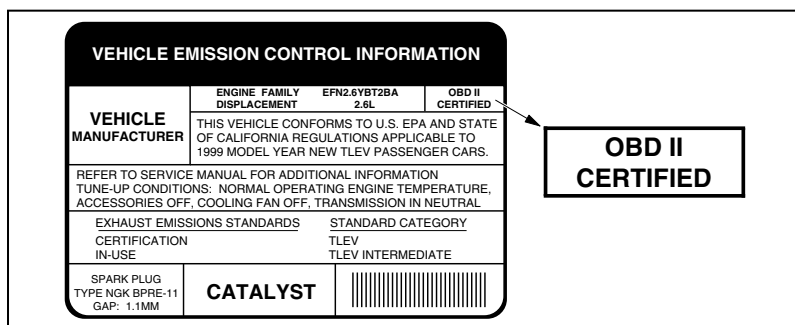 VEHICLE EMISSION CONTROL INFORMATION
VEHICLE
MANUFACTURER
ENGINE FAMILY EFN2.6YBT2BA
DISPLACEMENT 2.6L
OBD II
CERTIFIED
THIS VEHICLE CONFORMS TO U.S. EPA AND STATE
OF CALIFORNIA REGULATIONS APPLICABLE TO
1999 MODEL YEAR NEW TLEV PASSENGER CARS.
REFER TO SERVICE MANUAL FOR ADDITIONAL INFORMATION
TUNE-UP CONDITIONS: NORMAL OPERATING ENGINE TEMPERATURE,
ACCESSORIES OFF, COOLING FAN OFF, TRANSMISSION IN NEUTRAL
EXHAUST EMISSIONS STANDARDS STANDARD CATEGORY
CERTIFICATION TLEV
IN-USE TLEV INTERMEDIATE
SPARK PLUG
TYPE NGK BPRE-11
GAP: 1.1MM
CATALYST
OBD II
CERTIFIED